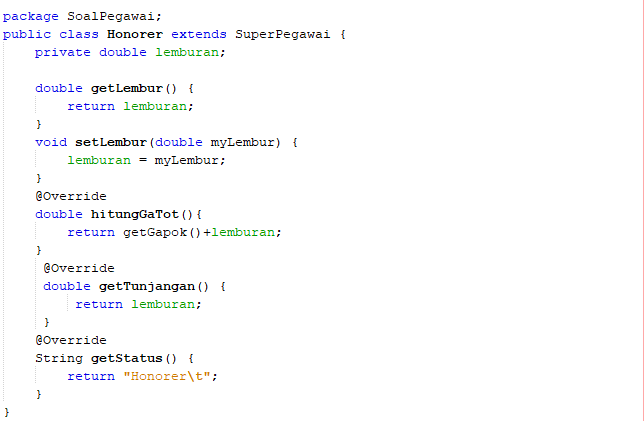 package SoalPegawai;
public class Honorer extends SuperPegawai {
    private double lemburan;

    double getLembur() {
        return lemburan;
    }
    void setLembur(double myLembur) {
        lemburan = myLembur;
    }
    @Override
    double hitungGaTot(){
        return getGapok()+lemburan;
    }
     @Override
     double getTunjangan() {
         return lemburan;
     }
    @Override
    String getStatus() {
        return "Honorer\t";
    }
}